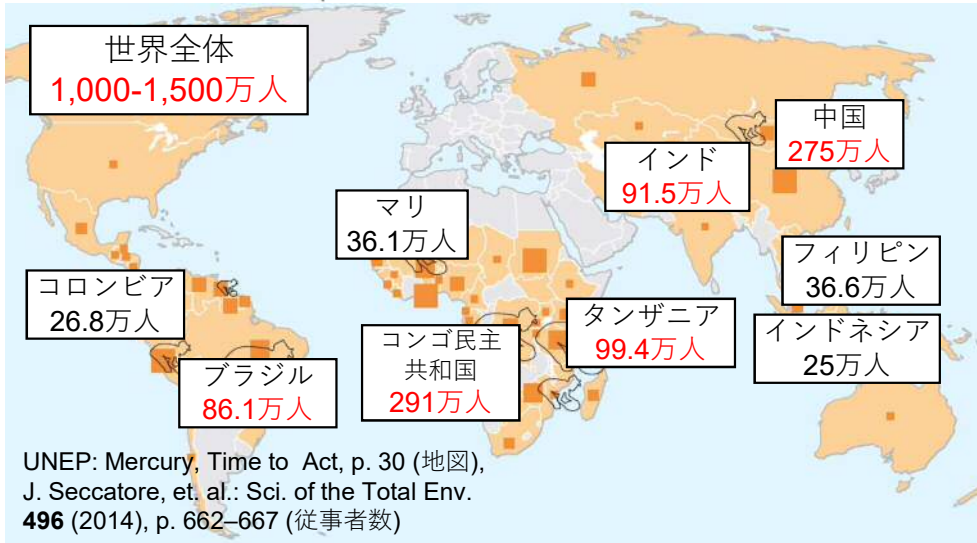 世界全体
1,000-1,500万人
中国
275万人
インド
91.5万人
マリ
36.1万人
フィリピン
36.6万人
コロンビア
26.8万人
タンザニア
99.4万人
インドネシア
25万人
コンゴ民主
共和国
291万人
ブラジル
86.1万人
UNEP: Mercury, Time to Act, p. 30 (地図),
J. Seccatore, et. al.: Sci. of the Total Env.
496 (2014), p. 662–667 (従事者数)